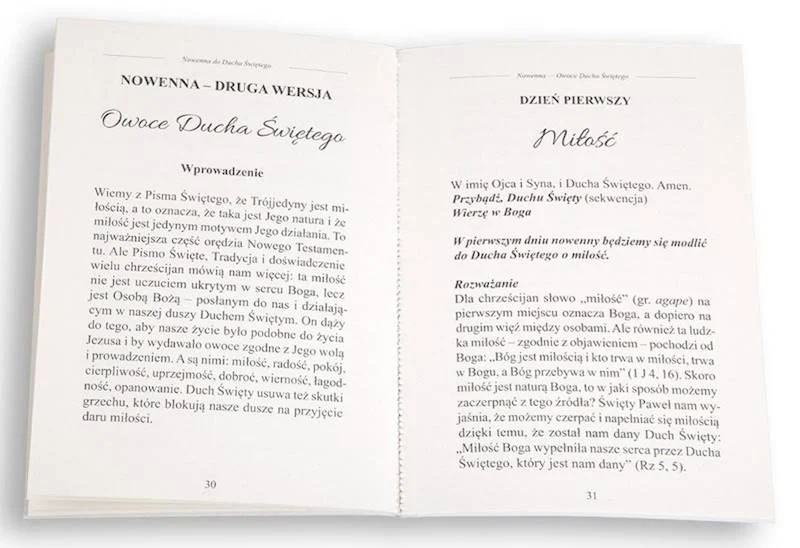 Nowenna do Ducha Świętego
NOWENNA – DRUGA WERSJA
Owoce Ducha Świętego
Wprowadzenie
Wiemy z Pisma Świętego, że Trójjedyny jest mi-
łością, a to oznacza, że taka jest Jego natura i że
miłość jest jedynym motywem Jego działania. To
najważniejsza część orędzia Nowego Testamen-
tu. Ale Pismo Święte, Tradycja i doświadczenie
wielu chrześcijan mówią nam więcej: ta miłość
nie jest uczuciem ukrytym w sercu Boga, lecz
jest Osobą Bożą – posłanym do nas i działają-
cym w naszej duszy Duchem Świętym. On dąży
do tego, aby nasze życie było podobne do życia
Jezusa i by wydawało owoce zgodne z Jego wolą
i prowadzeniem. A są nimi: miłość, radość, pokój,
cierpliwość, uprzejmość, dobroć, wierność, łagod-
ność, opanowanie. Duch Święty usuwa też skutki
grzechu, które blokują nasze dusze na przyjęcie
daru miłości.
30
Nowenna — Owoce Ducha Świętego
DZIEŃ PIERWSZY
Miłość
W imię Ojca i Syna, i Ducha Świętego. Amen.
Przybądź, Duchu Święty (sekwencja)
Wierzę w Boga
W pierwszym dniu nowenny będziemy się modlić
do Ducha Świętego o miłość.
Rozważanie
Dla chrześcijan słowo „miłość” (gr. agape) na
pierwszym miejscu oznacza Boga, a dopiero na
drugim więź między osobami. Ale również ta ludz-
ka miłość – zgodnie z objawieniem – pochodzi od
Boga: „Bóg jest miłością i kto trwa w miłości, trwa
w Bogu, a Bóg przebywa w nim” (1 J 4, 16). Skoro
miłość jest naturą Boga, to w jaki sposób możemy
zaczerpnąć z tego źródła? Święty Paweł nam wy-
jaśnia, że możemy czerpać i napełniać się miłością
dzięki temu, że został nam dany Duch Święty:
„Miłość Boga wypełniła nasze serca przez Ducha
Świętego, który jest nam dany” (Rz 5, 5).
31